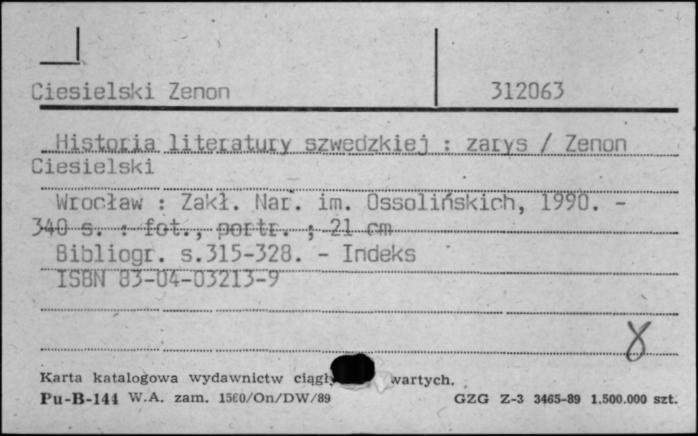 Ciesielski Zenon 312063
Historia literatury szwedzkiej : zarys / Zenon
Ciesielski
Wrocław : Zakł. Nar. im. Ossolińskich, 1990. -
340 s. : fot., portr. ; 21 cm
Bibliogr. s.315-328. - Indeks
ISBN 83-04-03213-9
8
Karta katalogowa wydawnictw wartych.
Pu-B-144 W.A. zam. 1560/On/DW/89 GZG Z-3 3465-89 1.500.000 szt.